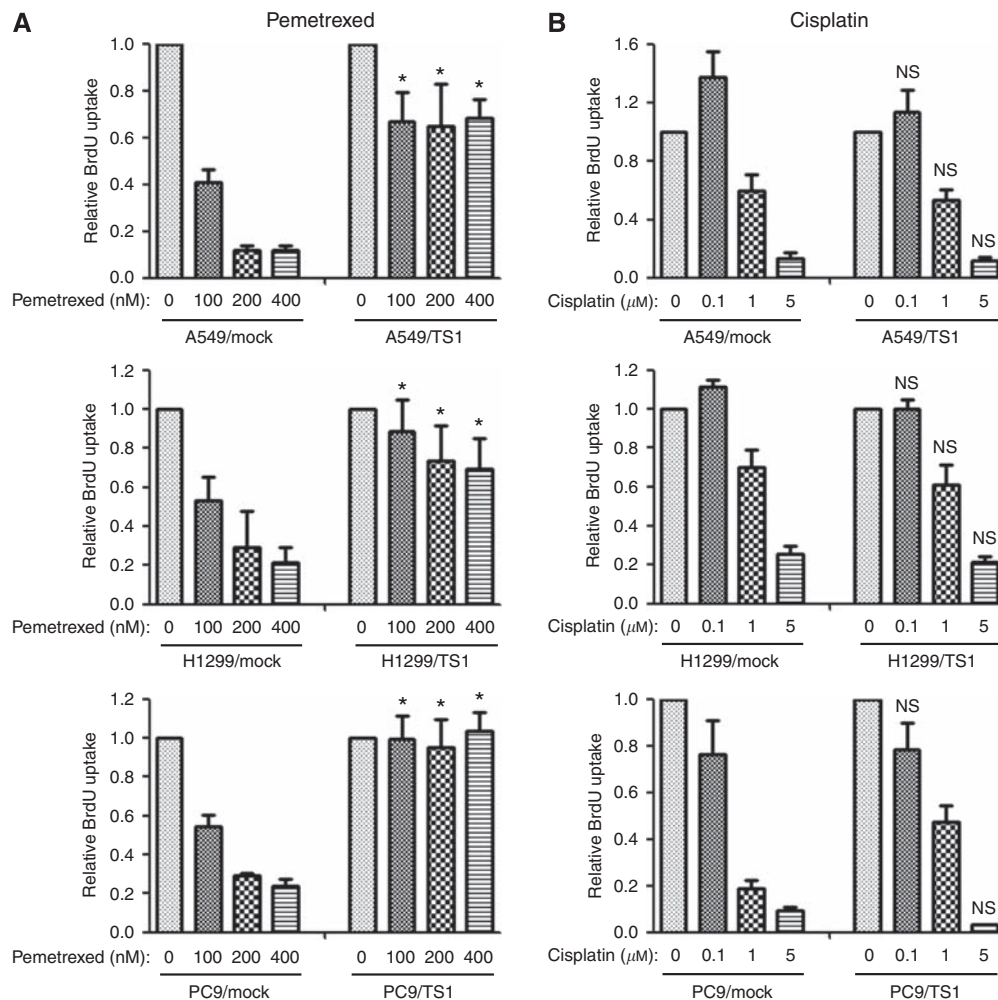 A
Pemetrexed
Relative BrdU uptake
1.0
0.8
0.6
0.4
0.2
0.0
* * *
Pemetrexed (nM): 0 100 200 400 0 100 200 400
A549/mock A549/TS1
Relative BrdU uptake
1.2
1.0
0.8
0.6
0.4
0.2
0.0
* * *
Pemetrexed (nM): 0 100 200 400 0 100 200 400
H1299/mock H1299/TS1
Relative BrdU uptake
1.2
1.0
0.8
0.6
0.4
0.2
0.0
* * *
Pemetrexed (nM): 0 100 200 400 0 100 200 400
PC9/mock PC9/TS1
B
Cisplatin
Relative BrdU uptake
1.6
1.2
0.8
0.4
0.0
NS
NS
NS
Cisplatin (μM): 0 0.1 1 5 0 0.1 1 5
A549/mock A549/TS1
Relative BrdU uptake
1.2
1.0
0.8
0.6
0.4
0.2
0.0
NS
NS
NS
Cisplatin (μM): 0 0.1 1 5 0 0.1 1 5
H1299/mock H1299/TS1
Relative BrdU uptake
1.0
0.8
0.6
0.4
0.2
0.0
NS
NS
Cisplatin (μM): 0 0.1 1 5 0 0.1 1 5
PC9/mock PC9/TS1